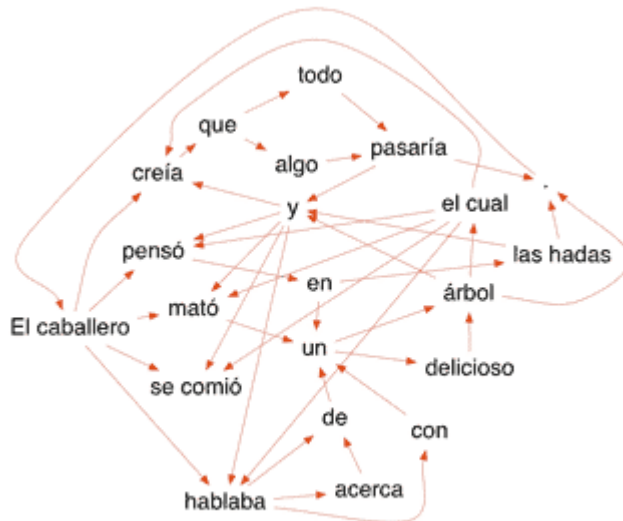 todo
que
algo
pasaría
creía
.
y
el cual
pensó
las hadas
en
árbol
mató
El caballero
un
delicioso
se comió
de
con
acerca
hablaba